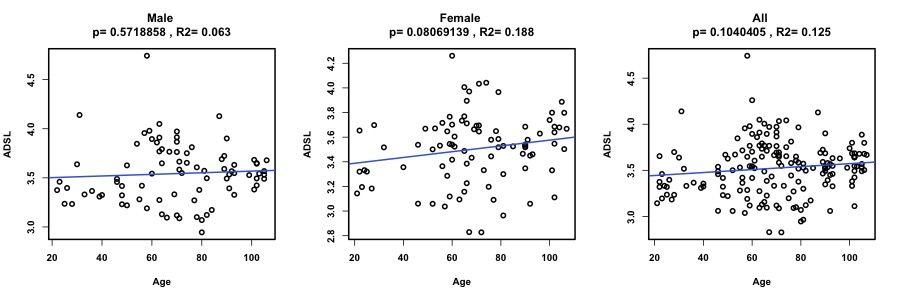 Male
p= 0.5718858 , R2= 0.063
ADSL
4.5
4.0
3.5
3.0
20 40 60 80 100
Age
Female
p= 0.08069139 , R2= 0.188
ADSL
4.2
4.0
3.8
3.6
3.4
3.2
3.0
2.8
20 40 60 80 100
Age
All
p= 0.1040405 , R2= 0.125
ADSL
4.5
4.0
3.5
3.0
20 40 60 80 100
Age